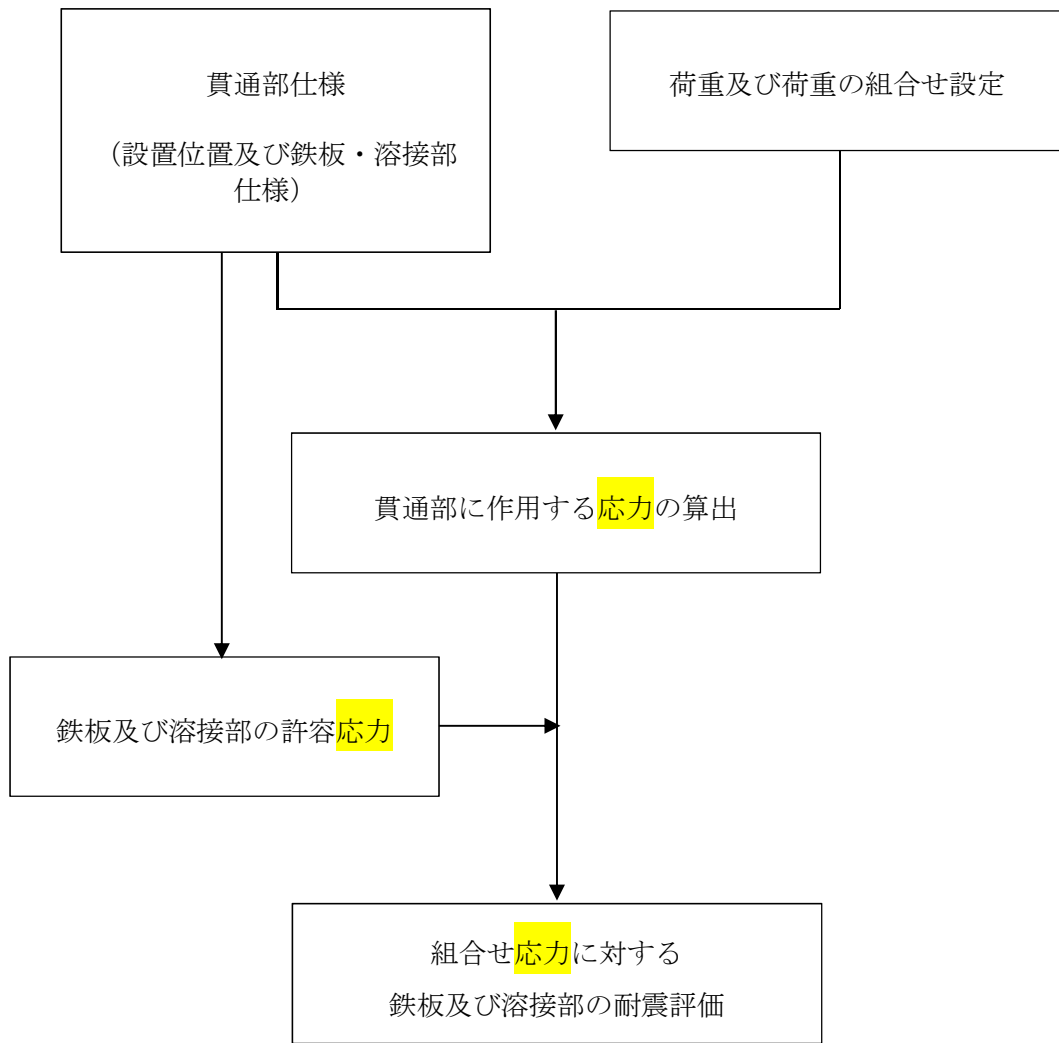 貫通部仕様
（設置位置及び鉄板・溶接部
仕様）
荷重及び荷重の組合せ設定
貫通部に作用する応力の算出
鉄板及び溶接部の許容応力
組合せ応力に対する
鉄板及び溶接部の耐震評価